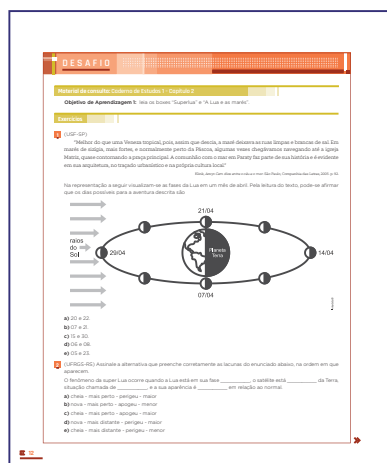 DESAFIO
Material de consulta: Caderno de Estudos 1 - Capítulo 2
Objetivo de Aprendizagem 1: leia os boxes "Superlua" e "A Lua e as marés".
Exercícios
1 (USF-SP)
"Melhor do que uma Veneza tropical, pois, assim que descia, a maré deixava as ruas limpas e brancas de sal. Em
marés de sizígia, mais fortes, e normalmente perto da Páscoa, algumas vezes chegávamos navegando até a igreja
Matriz, quase contornando a praça principal. A comunhão com o mar em Paraty faz parte de sua história e é evidente
em sua arquitetura, no traçado urbanístico e na própria cultura local."
Na representação a seguir visualizam-se as fases da Lua em um mês de abril. Pela leitura do texto, pode-se afirmar
que os dias possíveis para a aventura descrita são
21/04
raios
do
Sol
29/04
Planeta
Terra
14/04
07/04
a) 20 e 22.
b) 07 e 21.
c) 15 e 30.
d) 06 e 08.
e) 05 e 23.
2 (UFRGS-RS) Assinale a alternativa que preenche corretamente as lacunas do enunciado abaixo, na ordem em que
aparecem.
O fenômeno da super Lua ocorre quando a Lua está em sua fase __________, o satélite está __________ da Terra,
situação chamada de __________, e a sua aparência é __________ em relação ao normal.
a) cheia - mais perto - perigeu - maior
b) nova - mais perto - apogeu - menor
c) cheia - mais perto - apogeu - maior
d) nova - mais distante - perigeu - maior
e) cheia - mais distante - perigeu - menor
12